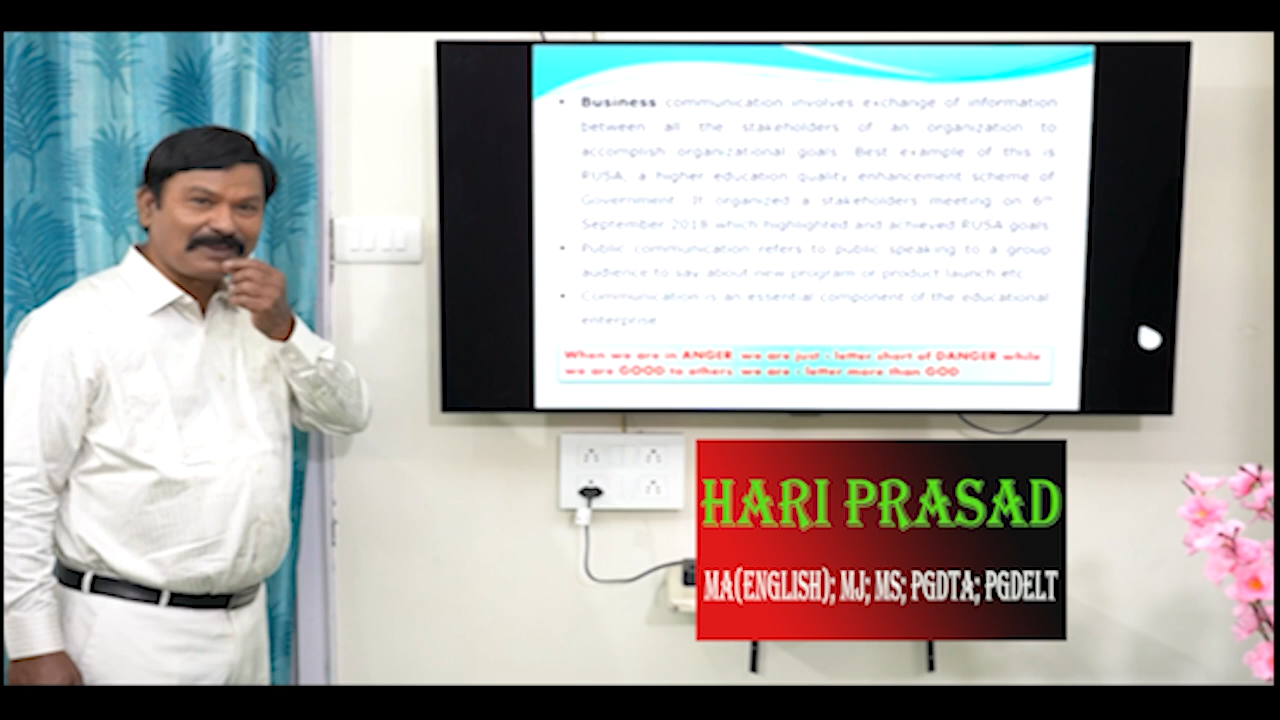 • Business communication involves exchange of information
between all the stakeholders of an organization to
accomplish organizational goals. Best example of this is
RUSA, a higher education quality enhancement scheme of
Government. It organized a stakeholders meeting on 6th
September 2019 which highlighted and achieved RUSA goals
• Public communication refers to public speaking to a group
audience to say about new program or product launch etc
• Communication is an essential component of the educational
enterprise
When we are in ANGER we are just - letter short of DANGER while
we are GOOD to others we are - letter more than GOD
HARI PRASAD
MA(ENGLISH); MJ; MS; PGDTA; PGDELT